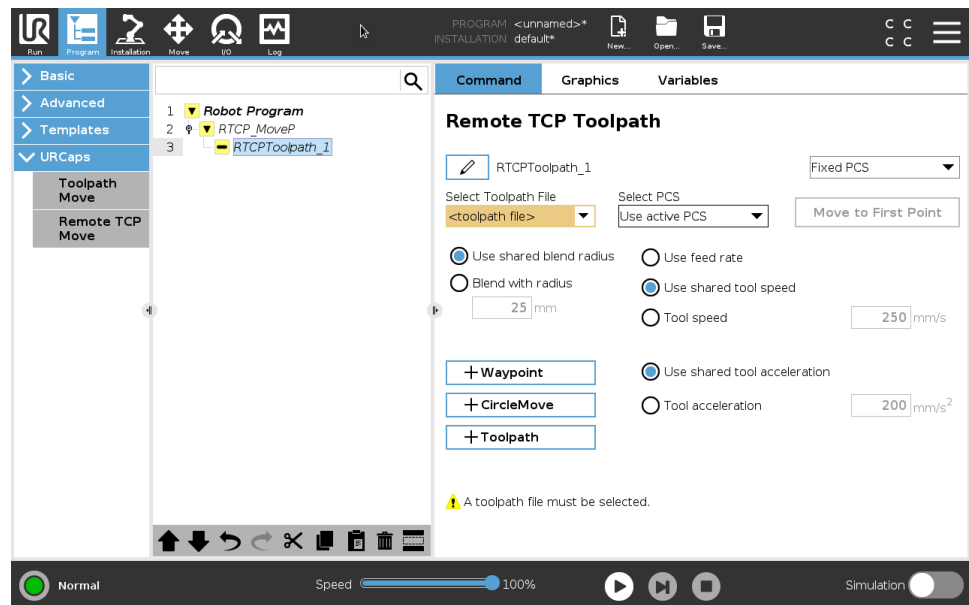 PROGRAM <unnamed>*
INSTALLATION default*
UR
Run
Program
Installation
Move
I/O
Log
New...
Open...
Save...
C C
C C
Basic
Advanced
Templates
URCaps
Toolpath
Move
Remote TCP
Move
1 Robot Program
2 RTCP_MoveP
3 RTCPToolpath_1
Command Graphics Variables
Remote TCP Toolpath
RTCPToolpath_1
Fixed PCS
Select Toolpath File Select PCS
<toolpath file> Use active PCS Move to First Point
Use shared blend radius Use feed rate
Blend with radius Use shared tool speed
25 mm Tool speed 250 mm/s
+ Waypoint Use shared tool acceleration
+ CircleMove Tool acceleration 200 mm/s²
+ Toolpath
A toolpath file must be selected.
Normal Speed 100% Simulation